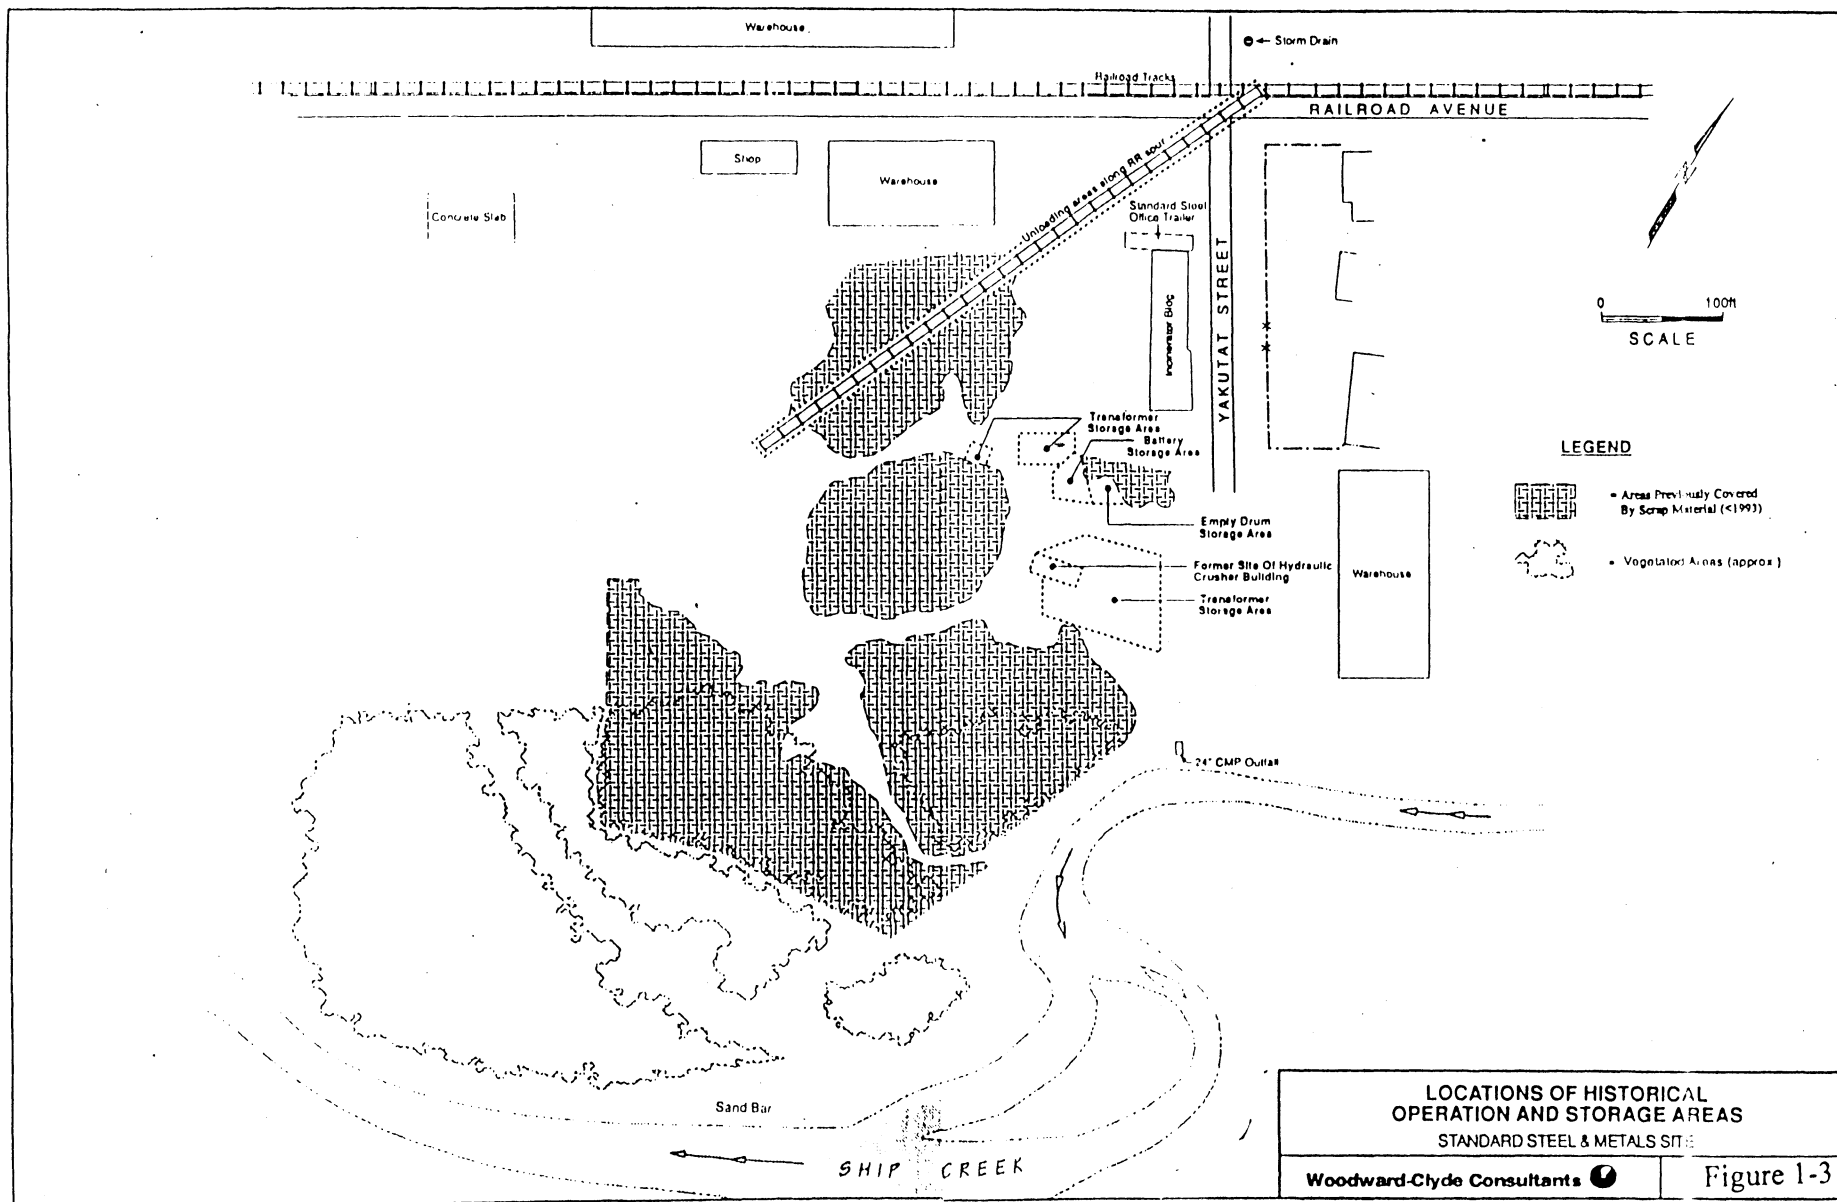 Warehouse
Storm Drain
Railroad Tracks
RAILROAD AVENUE
Shop
Warehouse
Concrete Slab
Unloading areas along RR spur
Standard Steel
Office Trailer
Incinerator Bldg
YAKUTAT STREET
0 100ft
SCALE
Transformer
Storage Area
Battery
Storage Area
LEGEND
Areas Previously Covered
By Scrap Material (<1993)
Empty Drum
Storage Area
Former Site Of Hydraulic
Crusher Building
Vegetated Areas (approx)
Warehouse
Transformer
Storage Area
24" CMP Outfall
Sand Bar
SHIP CREEK
LOCATIONS OF HISTORICAL
OPERATION AND STORAGE AREAS
STANDARD STEEL & METALS SITE
Woodward-Clyde Consultants
Figure 1-3